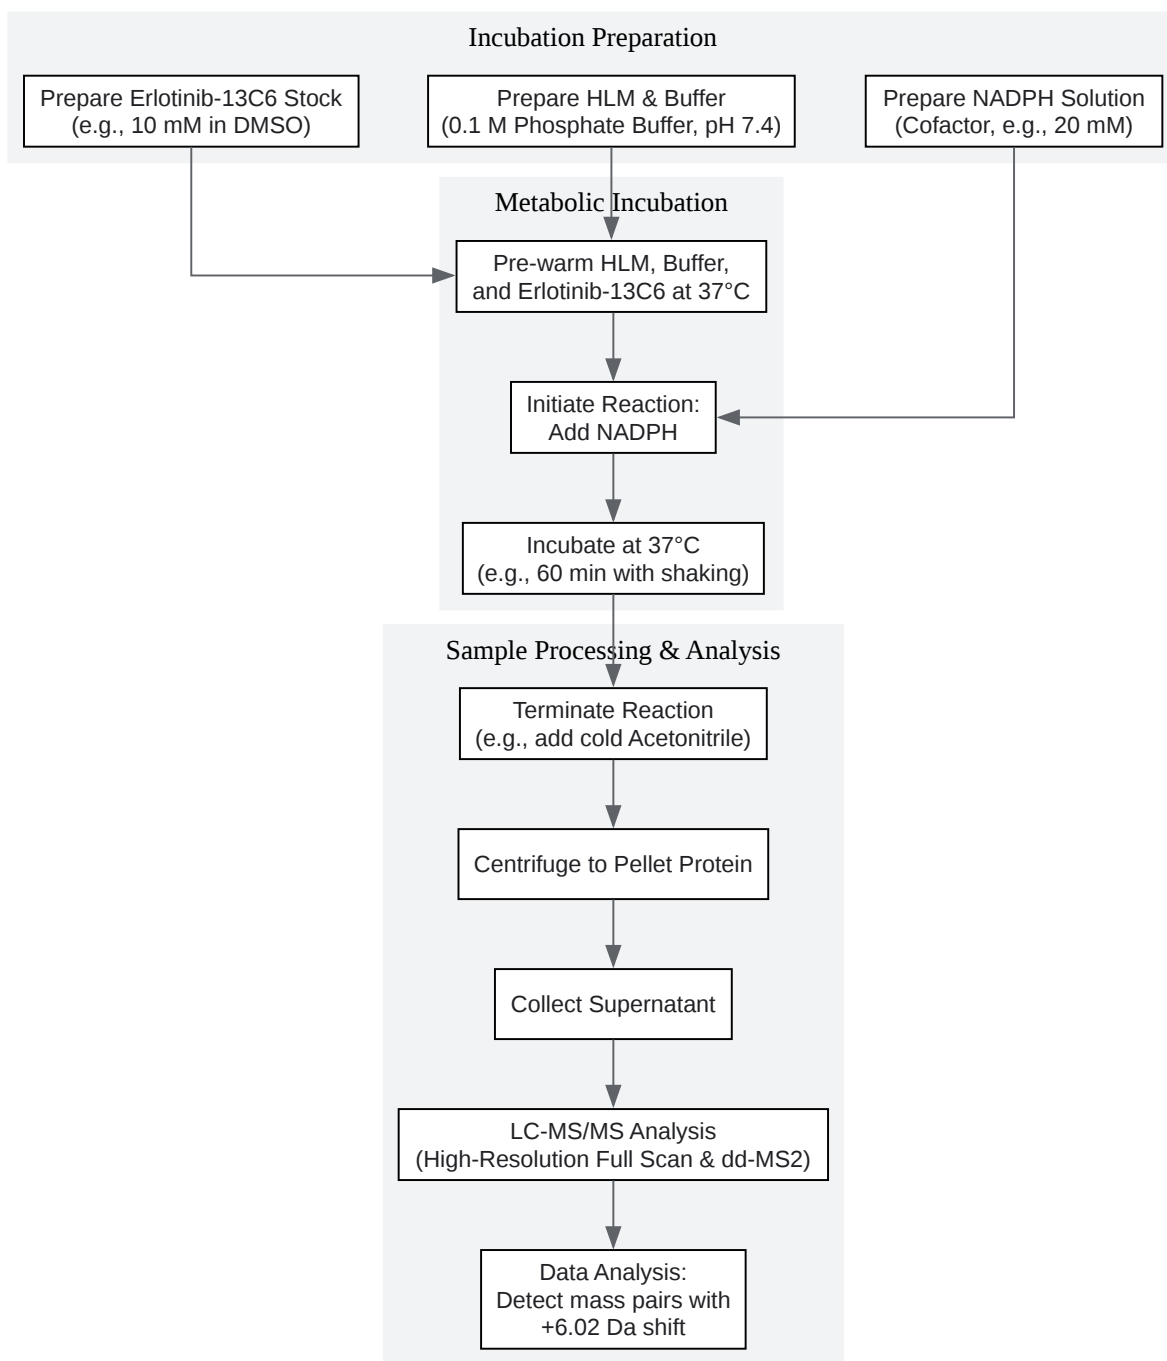 Incubation Preparation
Prepare Erlotinib-13C6 Stock
(e.g., 10 mM in DMSO)
Prepare HLM & Buffer
(0.1 M Phosphate Buffer, pH 7.4)
Prepare NADPH Solution
(Cofactor, e.g., 20 mM)
Metabolic Incubation
Pre-warm HLM, Buffer,
and Erlotinib-13C6 at 37°C
Initiate Reaction:
Add NADPH
Incubate at 37°C
(e.g., 60 min with shaking)
Sample Processing & Analysis
Terminate Reaction
(e.g., add cold Acetonitrile)
Centrifuge to Pellet Protein
Collect Supernatant
LC-MS/MS Analysis
(High-Resolution Full Scan & dd-MS2)
Data Analysis:
Detect mass pairs with
+6.02 Da shift